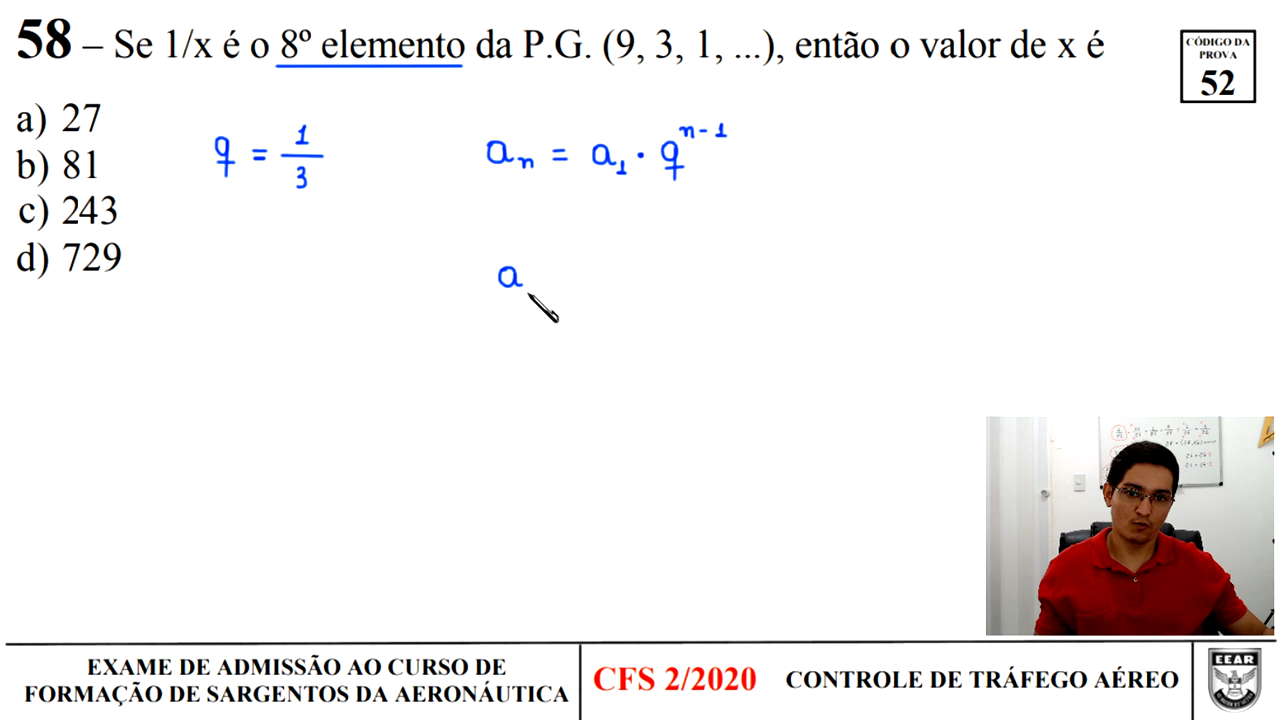 58 – Se 1/x é o 8º elemento da P.G. (9, 3, 1, ...), então o valor de x é
CÓDIGO DA
PROVA
52
a) 27
b) 81
c) 243
d) 729
q = 1/3
aₙ = a₁ · qⁿ⁻¹
a
EXAME DE ADMISSÃO AO CURSO DE
FORMAÇÃO DE SARGENTOS DA AERONÁUTICA
CFS 2/2020
CONTROLE DE TRÁFEGO AÉREO
EEAR